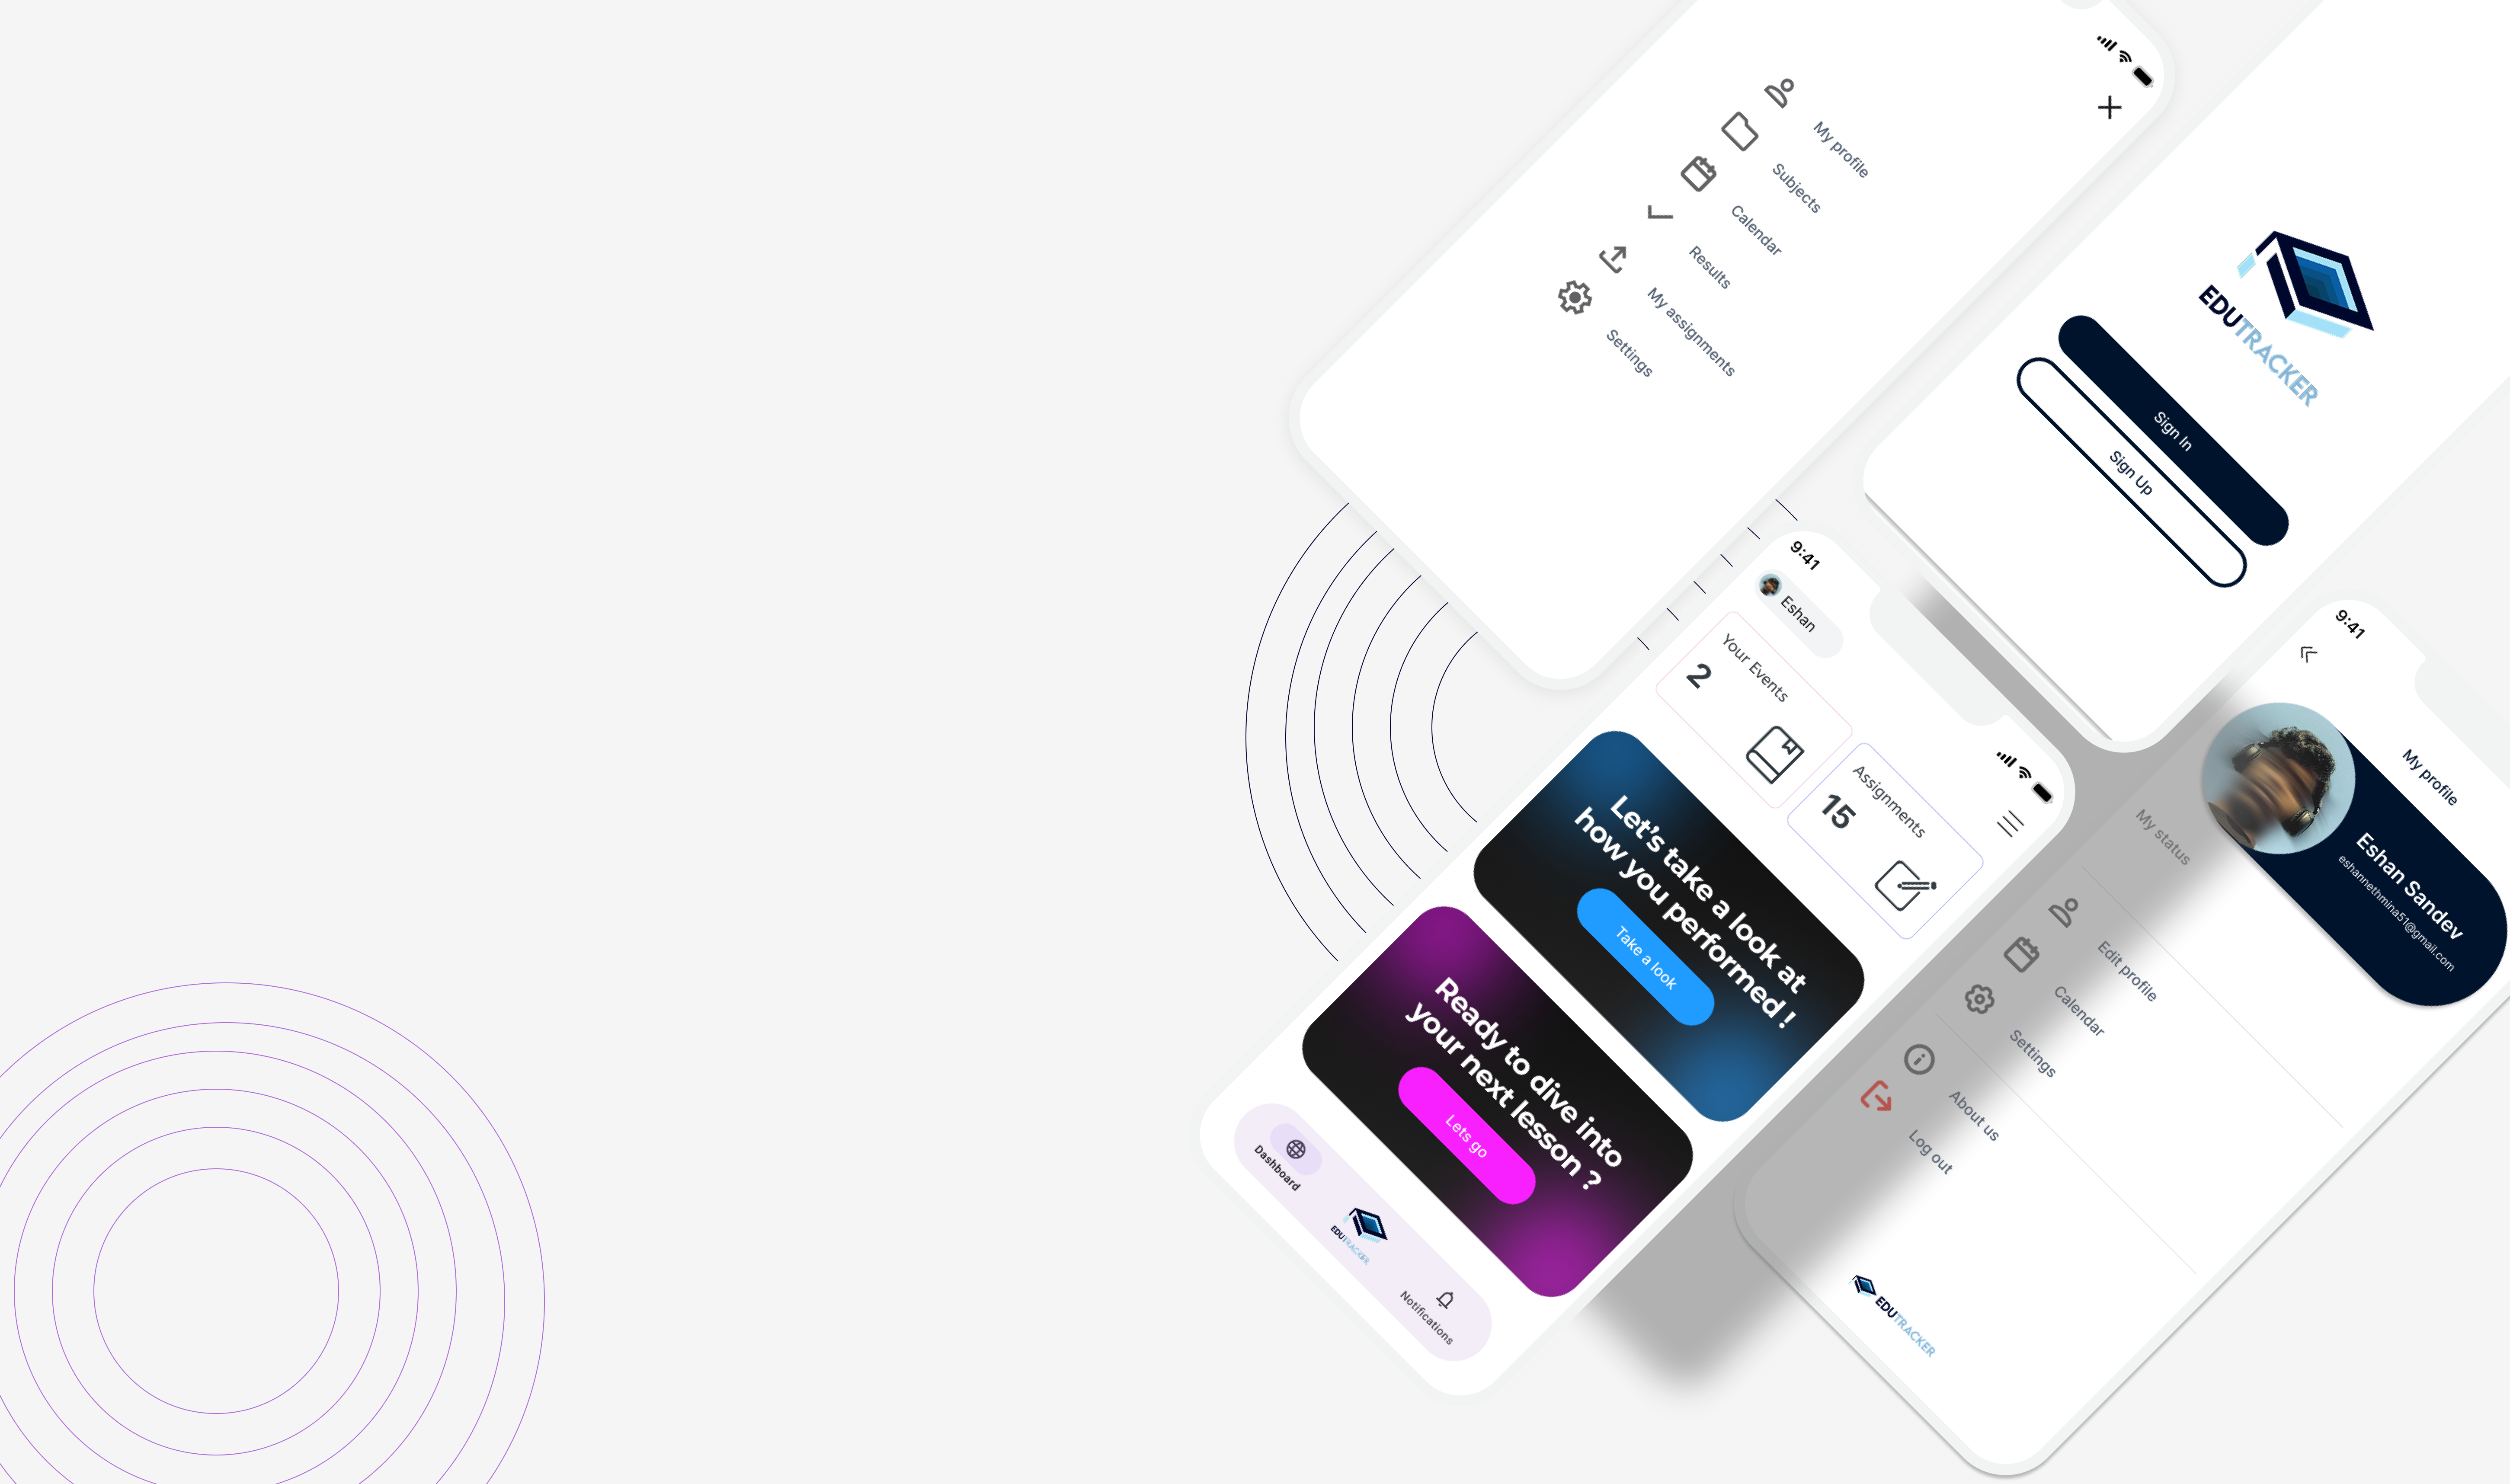 My profile
Subjects
Calendar
Results
My assignments
Settings
EDUTRACKER
Sign In
Sign Up
9:41
Eshan
Your Events
2
Assignments
15
Let's take a look at
how you performed !
Take a look
Ready to dive into
your next lesson ?
Lets go
Dashboard
EDUTRACKER
Notifications
9:41
My profile
Eshan Sandev
eshannethmina51@gmail.com
My status
Edit profile
Calendar
Settings
About us
Log out
EDUTRACKER